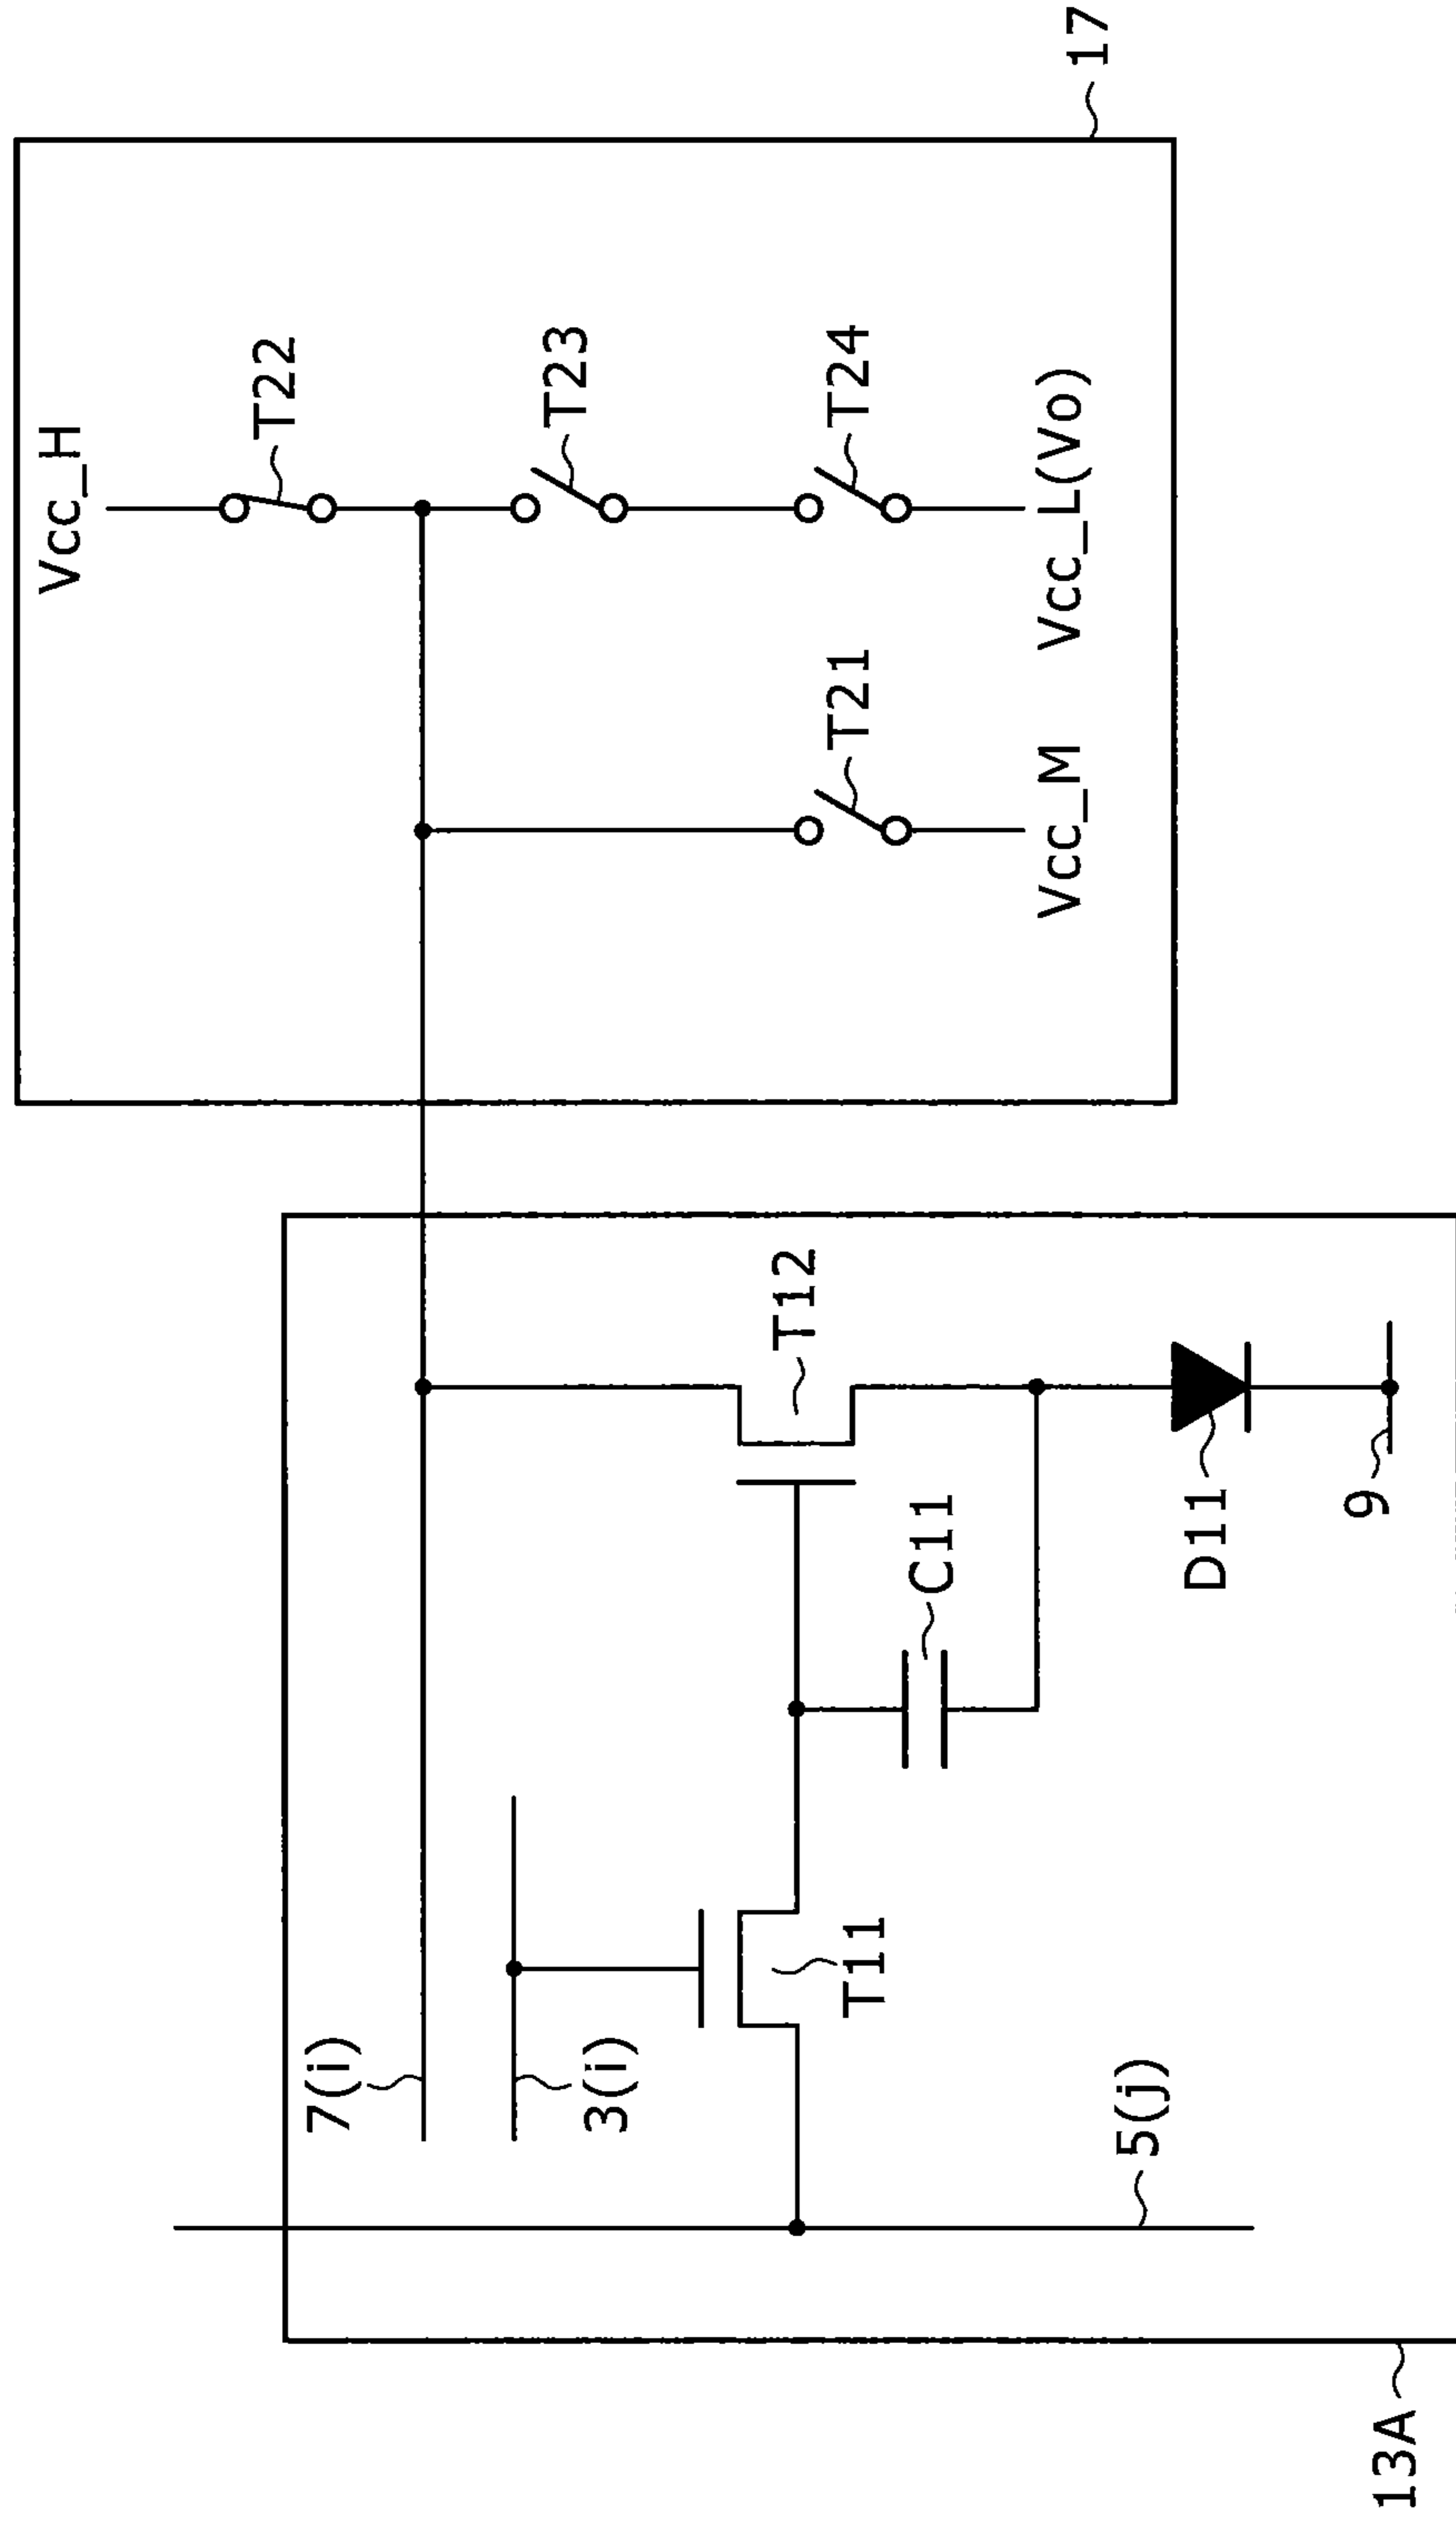 Vcc_H
T22
T23
T24
T21
Vcc_M
Vcc_L(Vo)
17
7(i)
3(i)
T11
T12
C11
D11
5(j)
9
13A